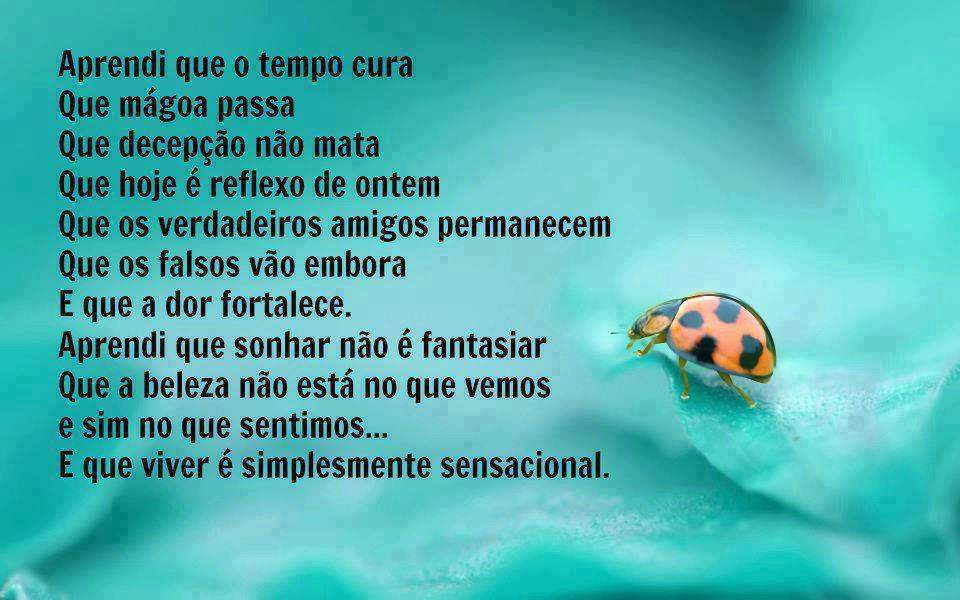 Aprendi que o tempo cura
Que mágoa passa
Que decepção não mata
Que hoje é reflexo de ontem
Que os verdadeiros amigos permanecem
Que os falsos vão embora
E que a dor fortalece.
Aprendi que sonhar não é fantasiar
Que a beleza não está no que vemos
e sim no que sentimos...
E que viver é simplesmente sensacional.